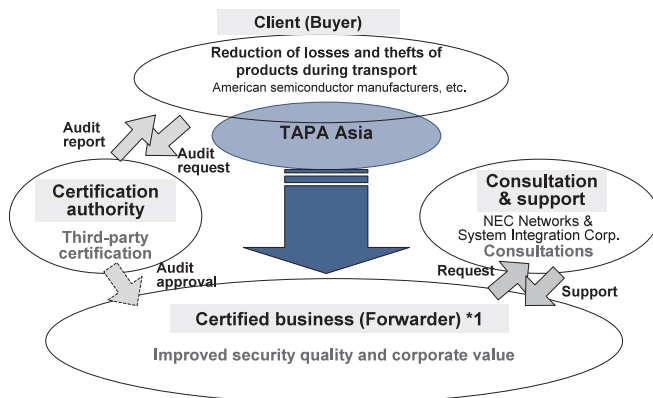 Client (Buyer)
Reduction of losses and thefts of
products during transport
American semiconductor manufacturers, etc.
TAPA Asia
Audit
report
Audit
request
Certification
authority
Third-party
certification
Audit
approval
Consultation
& support
NEC Networks &
System Integration Corp.
Consultations
Request
Support
Certified business (Forwarder) *1
Improved security quality and corporate value